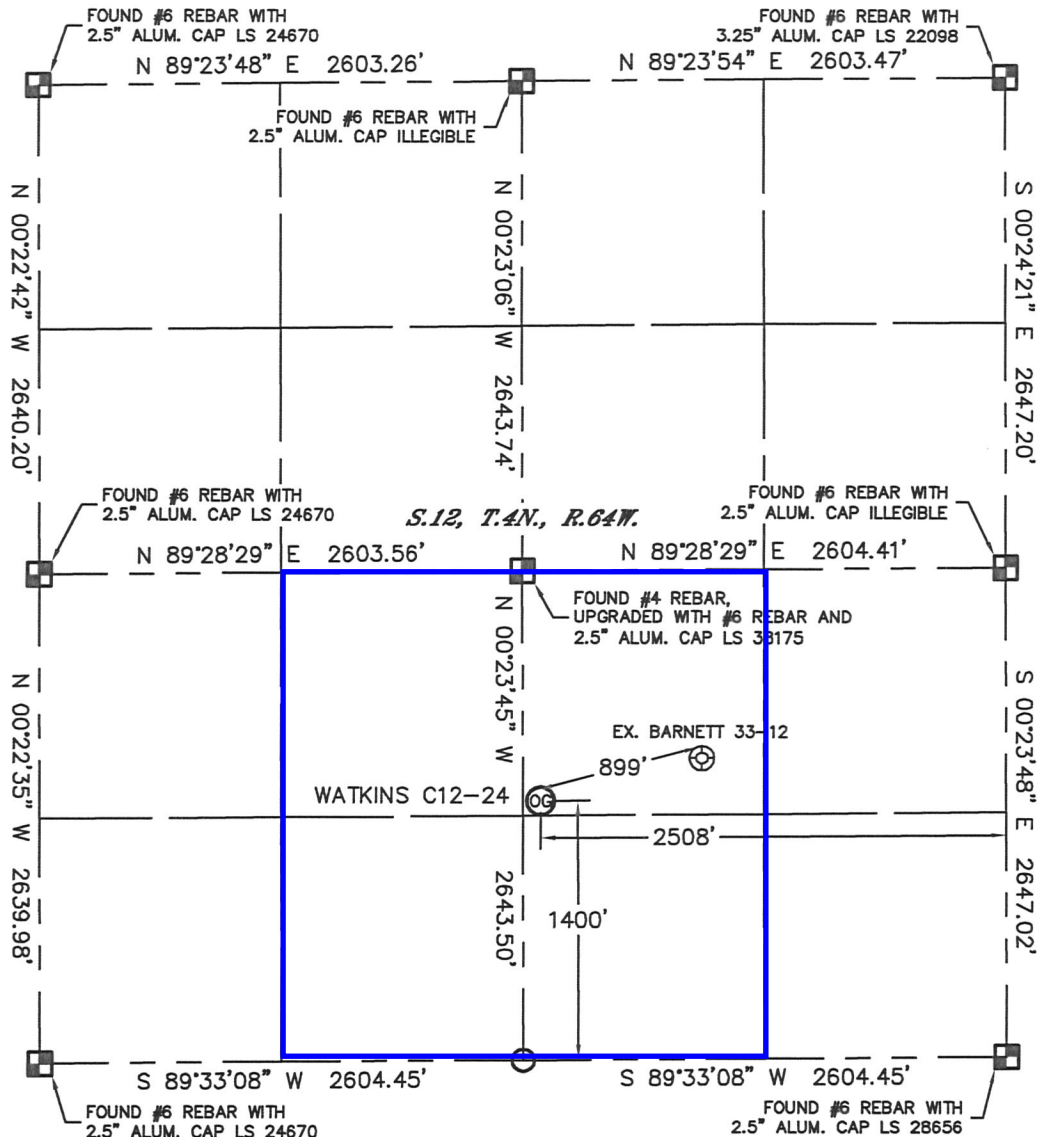 FOUND #6 REBAR WITH
2.5" ALUM. CAP LS 24670
FOUND #6 REBAR WITH
3.25" ALUM. CAP LS 22098
N 89°23'48" E 2603.26'
N 89°23'54" E 2603.47'
FOUND #6 REBAR WITH
2.5" ALUM. CAP ILLEGIBLE
N 00°22'42" W 2640.20'
N 00°23'06" W 2643.74'
S 00°24'21" E 2647.20'
FOUND #6 REBAR WITH
2.5" ALUM. CAP LS 24670
S.12, T.4N., R.64W.
FOUND #6 REBAR WITH
2.5" ALUM. CAP ILLEGIBLE
N 89°28'29" E 2603.56'
N 89°28'29" E 2604.41'
FOUND #4 REBAR,
UPGRADED WITH #6 REBAR AND
2.5" ALUM. CAP LS 38175
N 00°22'35" W 2639.98'
N 00°23'45" W 2643.50'
S 00°23'48" E 2647.02'
EX. BARNETT 33-12
899'
WATKINS C12-24
OG
2508'
1400'
S 89°33'08" W 2604.45'
S 89°33'08" W 2604.45'
FOUND #6 REBAR WITH
2.5" ALUM. CAP LS 24670
FOUND #6 REBAR WITH
2.5" ALUM. CAP LS 28656